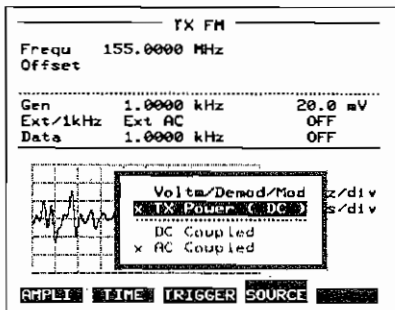 TX FM
Frequ 155.0000 MHz
Offset
Gen 1.0000 kHz 20.0 mV
Ext/1kHz Ext AC OFF
Data 1.0000 kHz OFF
Voltm/Demod/Mod z/div
x TX Power ( DC ) s/div
DC Coupled
x AC Coupled
AMPLI TIME TRIGGER SOURCE